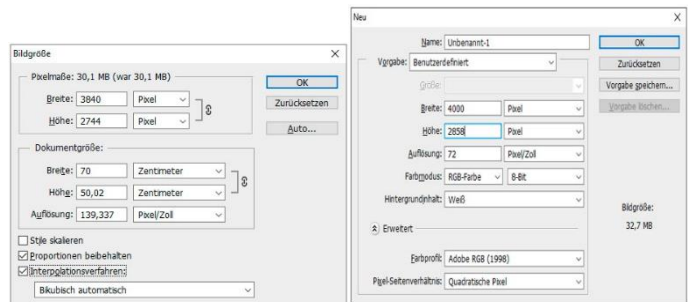 Bildgröße
Pixelmaße: 30,1 MB (war 30,1 MB)
Breite: 3840 Pixel
Höhe: 2744 Pixel
OK
Zurücksetzen
Auto...
Dokumentgröße:
Breite: 70 Zentimeter
Höhe: 50,02 Zentimeter
Auflösung: 139,337 Pixel/Zoll
Stile skalieren
Proportionen beibehalten
Interpolationsverfahren:
Bikubisch automatisch
Neu
Name: Unbenannt-1
OK
Vorgabe: Benutzerdefiniert
Zurücksetzen
Größe:
Vorgabe speichern...
Breite: 4000 Pixel
Vorgabe löschen...
Höhe: 2858 Pixel
Auflösung: 72 Pixel/Zoll
Farbmodus: RGB-Farbe 8-Bit
Hintergrundinhalt: Weiß
Bildgröße:
32,7 MB
Erweitert
Farbprofil: Adobe RGB (1998)
Pixel-Seitenverhältnis: Quadratische Pixel